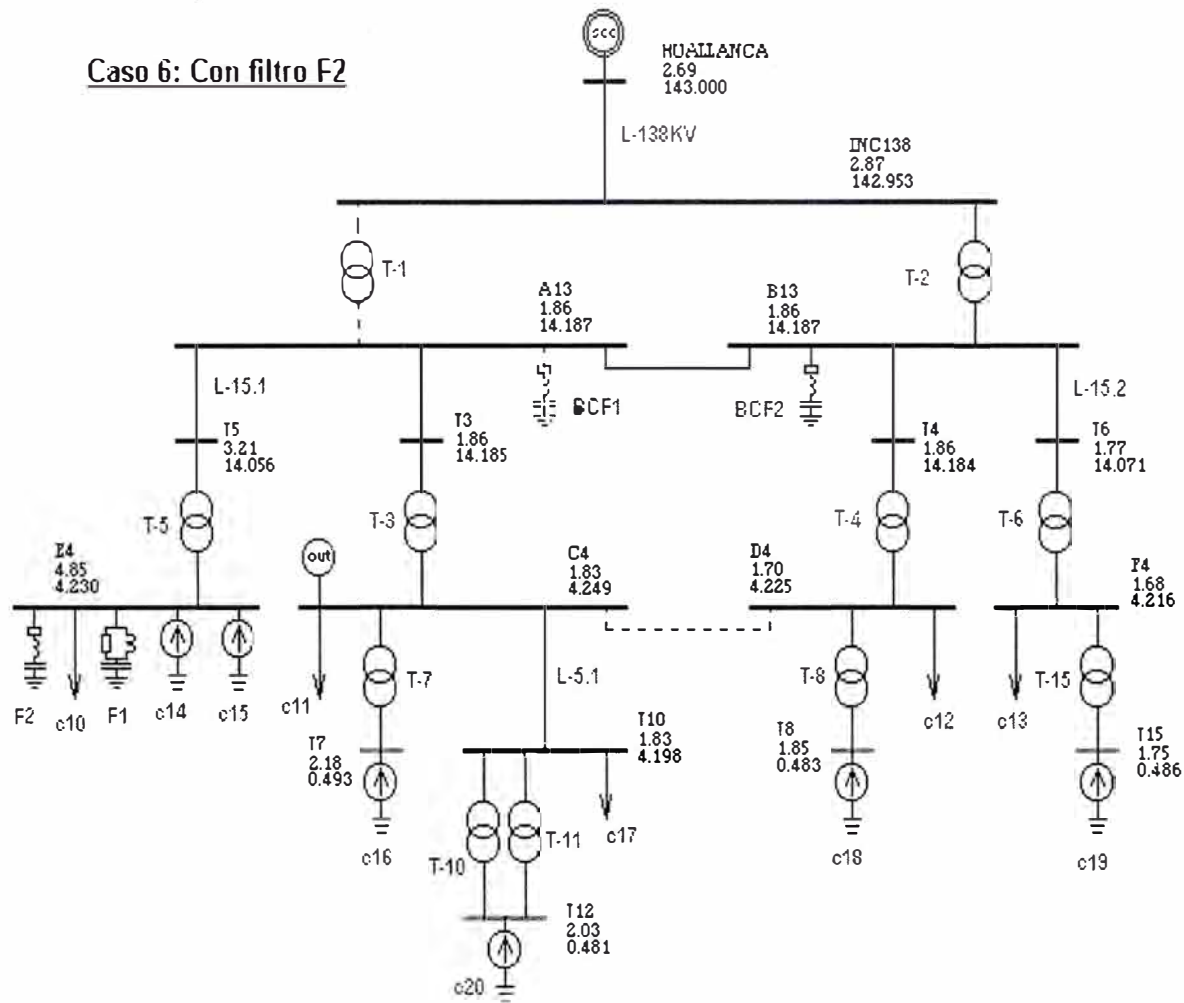 Caso 6: Con filtro F2
scc
HUALLANCA
2.69
143.000
L-138KV
INC138
2.87
142.953
T-1
T-2
A13
1.86
14.187
B13
1.86
14.187
L-15.1
BCF1
BCF2
L-15.2
T5
3.21
14.056
T3
1.86
14.185
T4
1.86
14.184
T6
1.77
14.071
T-5
T-3
T-4
T-6
E4
4.85
4.230
out
C4
1.83
4.249
D4
1.70
4.225
F4
1.68
4.216
F2
c10
F1
c14
c15
c11
T-7
L-5.1
T-8
c12
c13
T-15
T7
2.18
0.493
T10
1.83
4.198
T8
1.85
0.483
T15
1.75
0.486
c16
T-10
T-11
c17
c18
c19
T12
2.03
0.481
c20